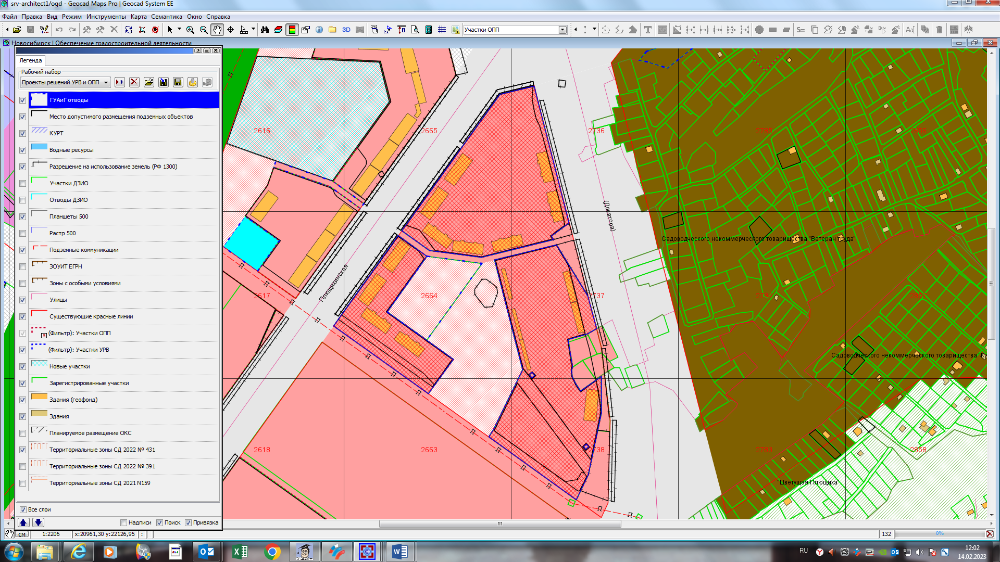 srv-architect1/ogd - Geocad Maps Pro | Geocad System EE
Файл Правка Вид Режим Инструменты Карта Семантика Окно Справка
3D
Участки ОПП
Новосибирск | Обеспечение градостроительной деятельности
Легенда
Рабочий набор
Проекты решений УРВ и ОПП
ГУАиГ отводы
Место допустимого размещения подземных объектов
КУРТ
Водные ресурсы
Разрешение на использование земель (РФ 1300)
Участки ДЗИО
Отводы ДЗИО
Планшеты 500
Растр 500
Подземные коммуникации
ЗОУИТ ЕГРН
Зоны с особыми условиями
Улицы
Существующие красные линии
(Фильтр): Участки ОПП
(Фильтр): Участки УРВ
Новые участки
Зарегистрированные участки
Здания (геофонд)
Здания
Планируемое размещение ОКС
Территориальные зоны СД 2022 № 431
Территориальные зоны СД 2022 № 391
Территориальные зоны СД 2021 N159
Все слои
Надписи Поиск Привязка
2616 2665 2736 2785 2856
(Доватора)
Садоводческого некоммерческого товарищества "Ветеран труда"
Плющихинская
2617 2664 2737
Садоводческого некоммерческого товарищества "К
2618 2663 2738 2783 2858
"Цветущая Плющиха"
СМ 1:2206 x:20961,30 y:22126,95 :
132 0%
RU
12:02
14.02.2023